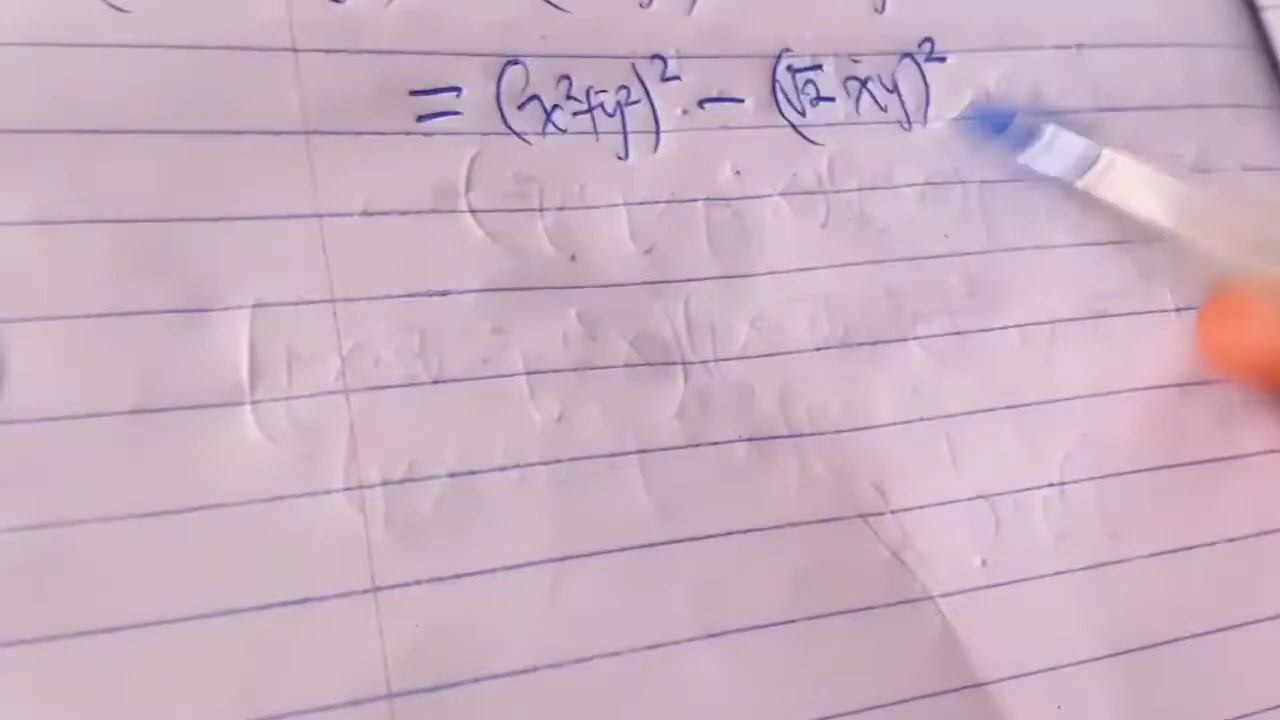 = (x²+y²)² - (√2 xy)²